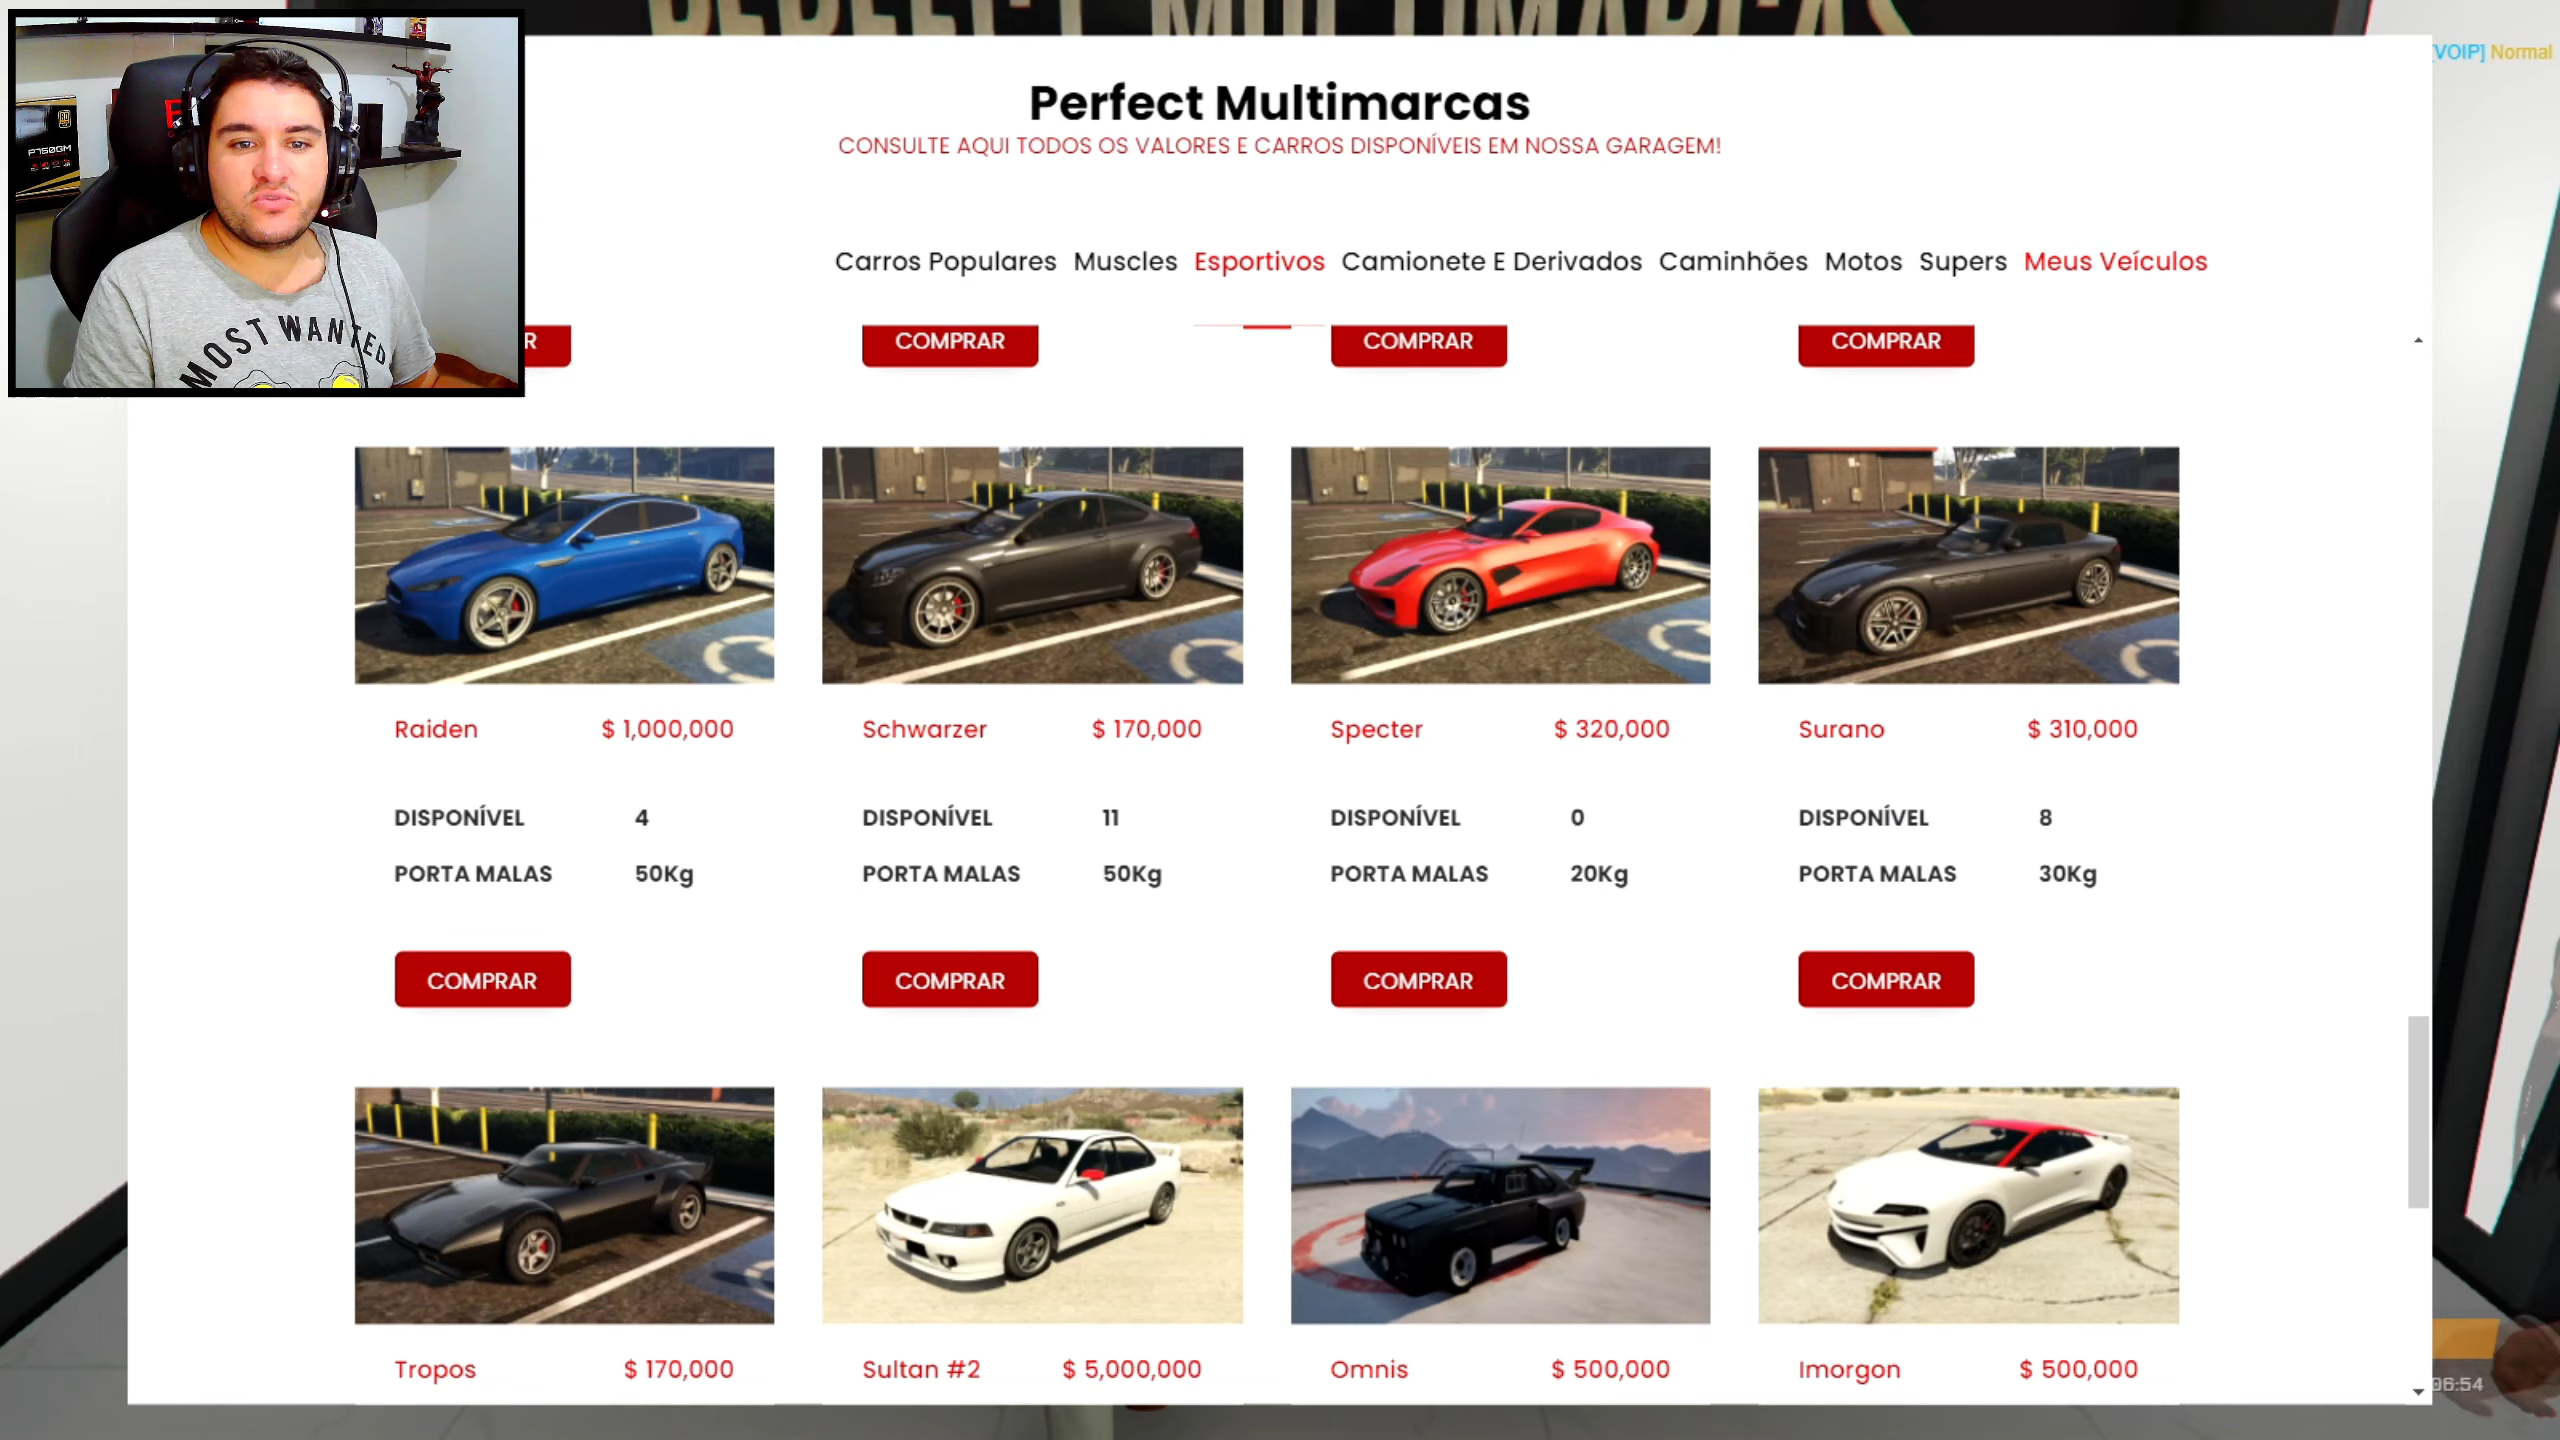 [VOIP] Normal
P750GM
MOST WANTED
Perfect Multimarcas
CONSULTE AQUI TODOS OS VALORES E CARROS DISPONÍVEIS EM NOSSA GARAGEM!
Carros Populares Muscles Esportivos Camionete E Derivados Caminhões Motos Supers Meus Veículos
R COMPRAR COMPRAR COMPRAR
Raiden $ 1,000,000 Schwarzer $ 170,000 Specter $ 320,000 Surano $ 310,000
DISPONÍVEL 4 DISPONÍVEL 11 DISPONÍVEL 0 DISPONÍVEL 8
PORTA MALAS 50Kg PORTA MALAS 50Kg PORTA MALAS 20Kg PORTA MALAS 30Kg
COMPRAR COMPRAR COMPRAR COMPRAR
Tropos $ 170,000 Sultan #2 $ 5,000,000 Omnis $ 500,000 Imorgon $ 500,000
06:54